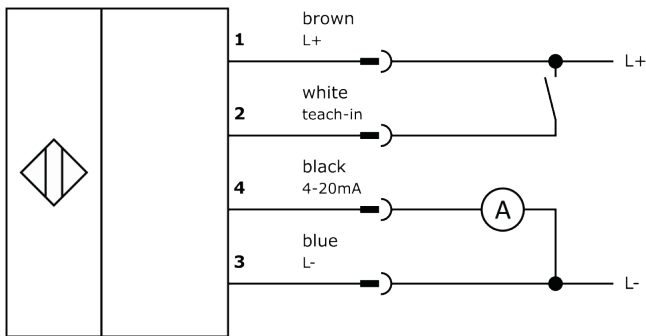 brown
1 L+
L+
white
2 teach-in
black
4 4-20mA
A
blue
3 L-
L-